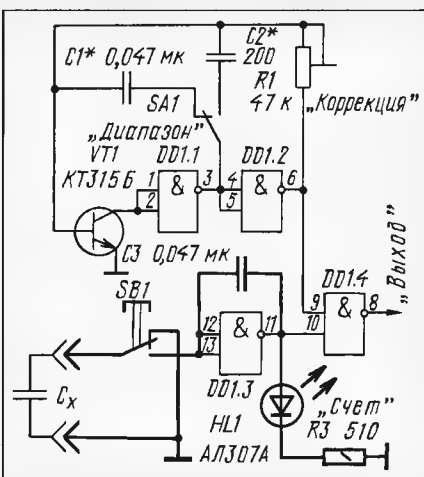 C1* 0,047 мк
C2*
200
R1
47 к
„Коррекция"
SA1
„Диапазон"
VT1
КТ315Б
DD1.1
DD1.2
&
&
1
2
3
4
5
6
C3 0,047 мк
SB1
DD1.4
&
9
10
8
„Выход"
&
12
13
11
DD1.3
Cх
HL1
АЛ307А
„Счет"
R3 510